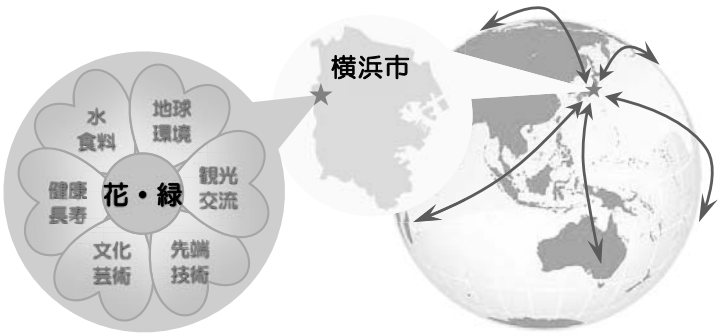 横浜市
水
食料
地球
環境
健康
長寿
花・緑
観光
交流
文化
芸術
先端
技術